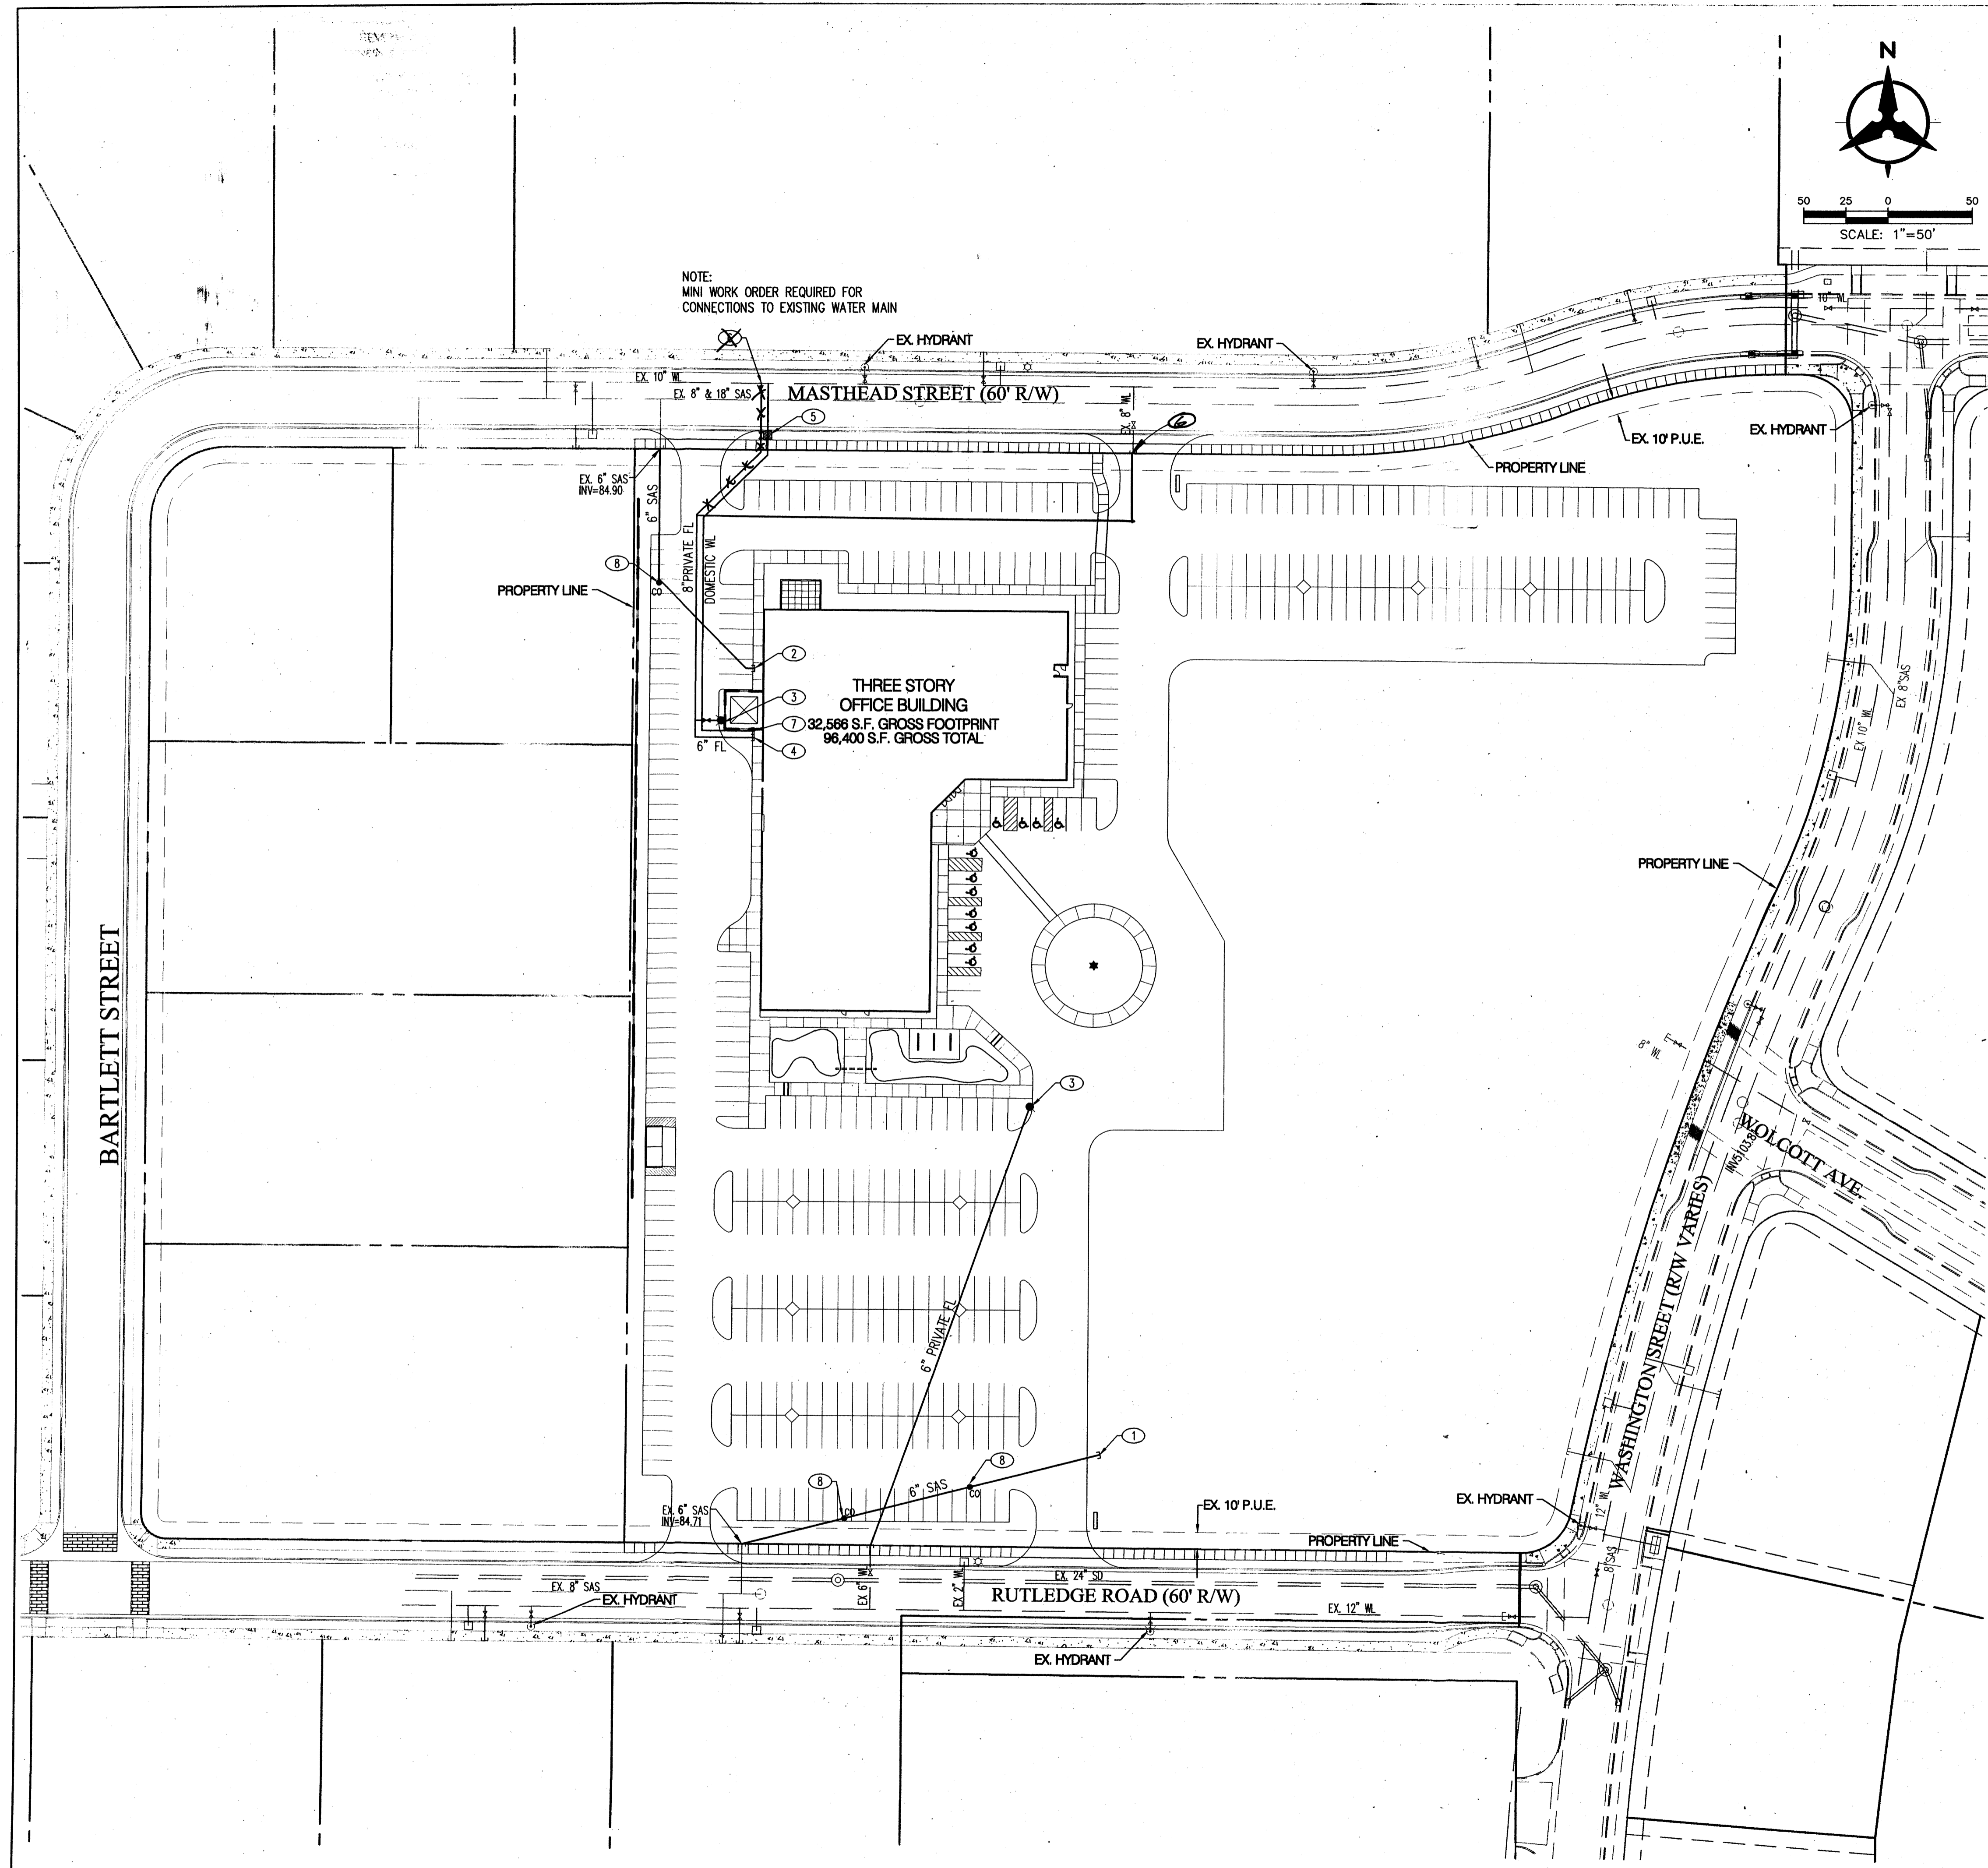 N
50 25 0 50
SCALE: 1"=50'
NOTE:
MINI WORK ORDER REQUIRED FOR
CONNECTIONS TO EXISTING WATER MAIN
EX. HYDRANT
EX. HYDRANT
10" WL
EX. 10" WL
EX. 8" & 18" SAS
MASTHEAD STREET (60' R/W)
5
EX. 8" WL
6
EX. 10' P.U.E.
EX. HYDRANT
PROPERTY LINE
EX. 6" SAS
INV=84.90
6" SAS
8" PRIVATE FL
DOMESTIC WL
8
CO
PROPERTY LINE
2
THREE STORY
OFFICE BUILDING
32,566 S.F. GROSS FOOTPRINT
96,400 S.F. GROSS TOTAL
3
7
4
6" FL
EX 8"SAS
EX 10" WL
PROPERTY LINE
BARTLETT STREET
8" WL
3
WOLCOTT AVE.
INV5103.8
WASHINGTON SREET (R/W VARIES)
6" PRIVATE FL
1
8
8
6" SAS
CO
CO
EX. 6" SAS
INV=84.71
EX. 10' P.U.E.
EX. HYDRANT
12" WL
PROPERTY LINE
8"SAS
EX. 8" SAS
EX. HYDRANT
EX 6" WL
EX 2" WL
EX. 24" SD
RUTLEDGE ROAD (60' R/W)
EX. 12" WL
EX. HYDRANT